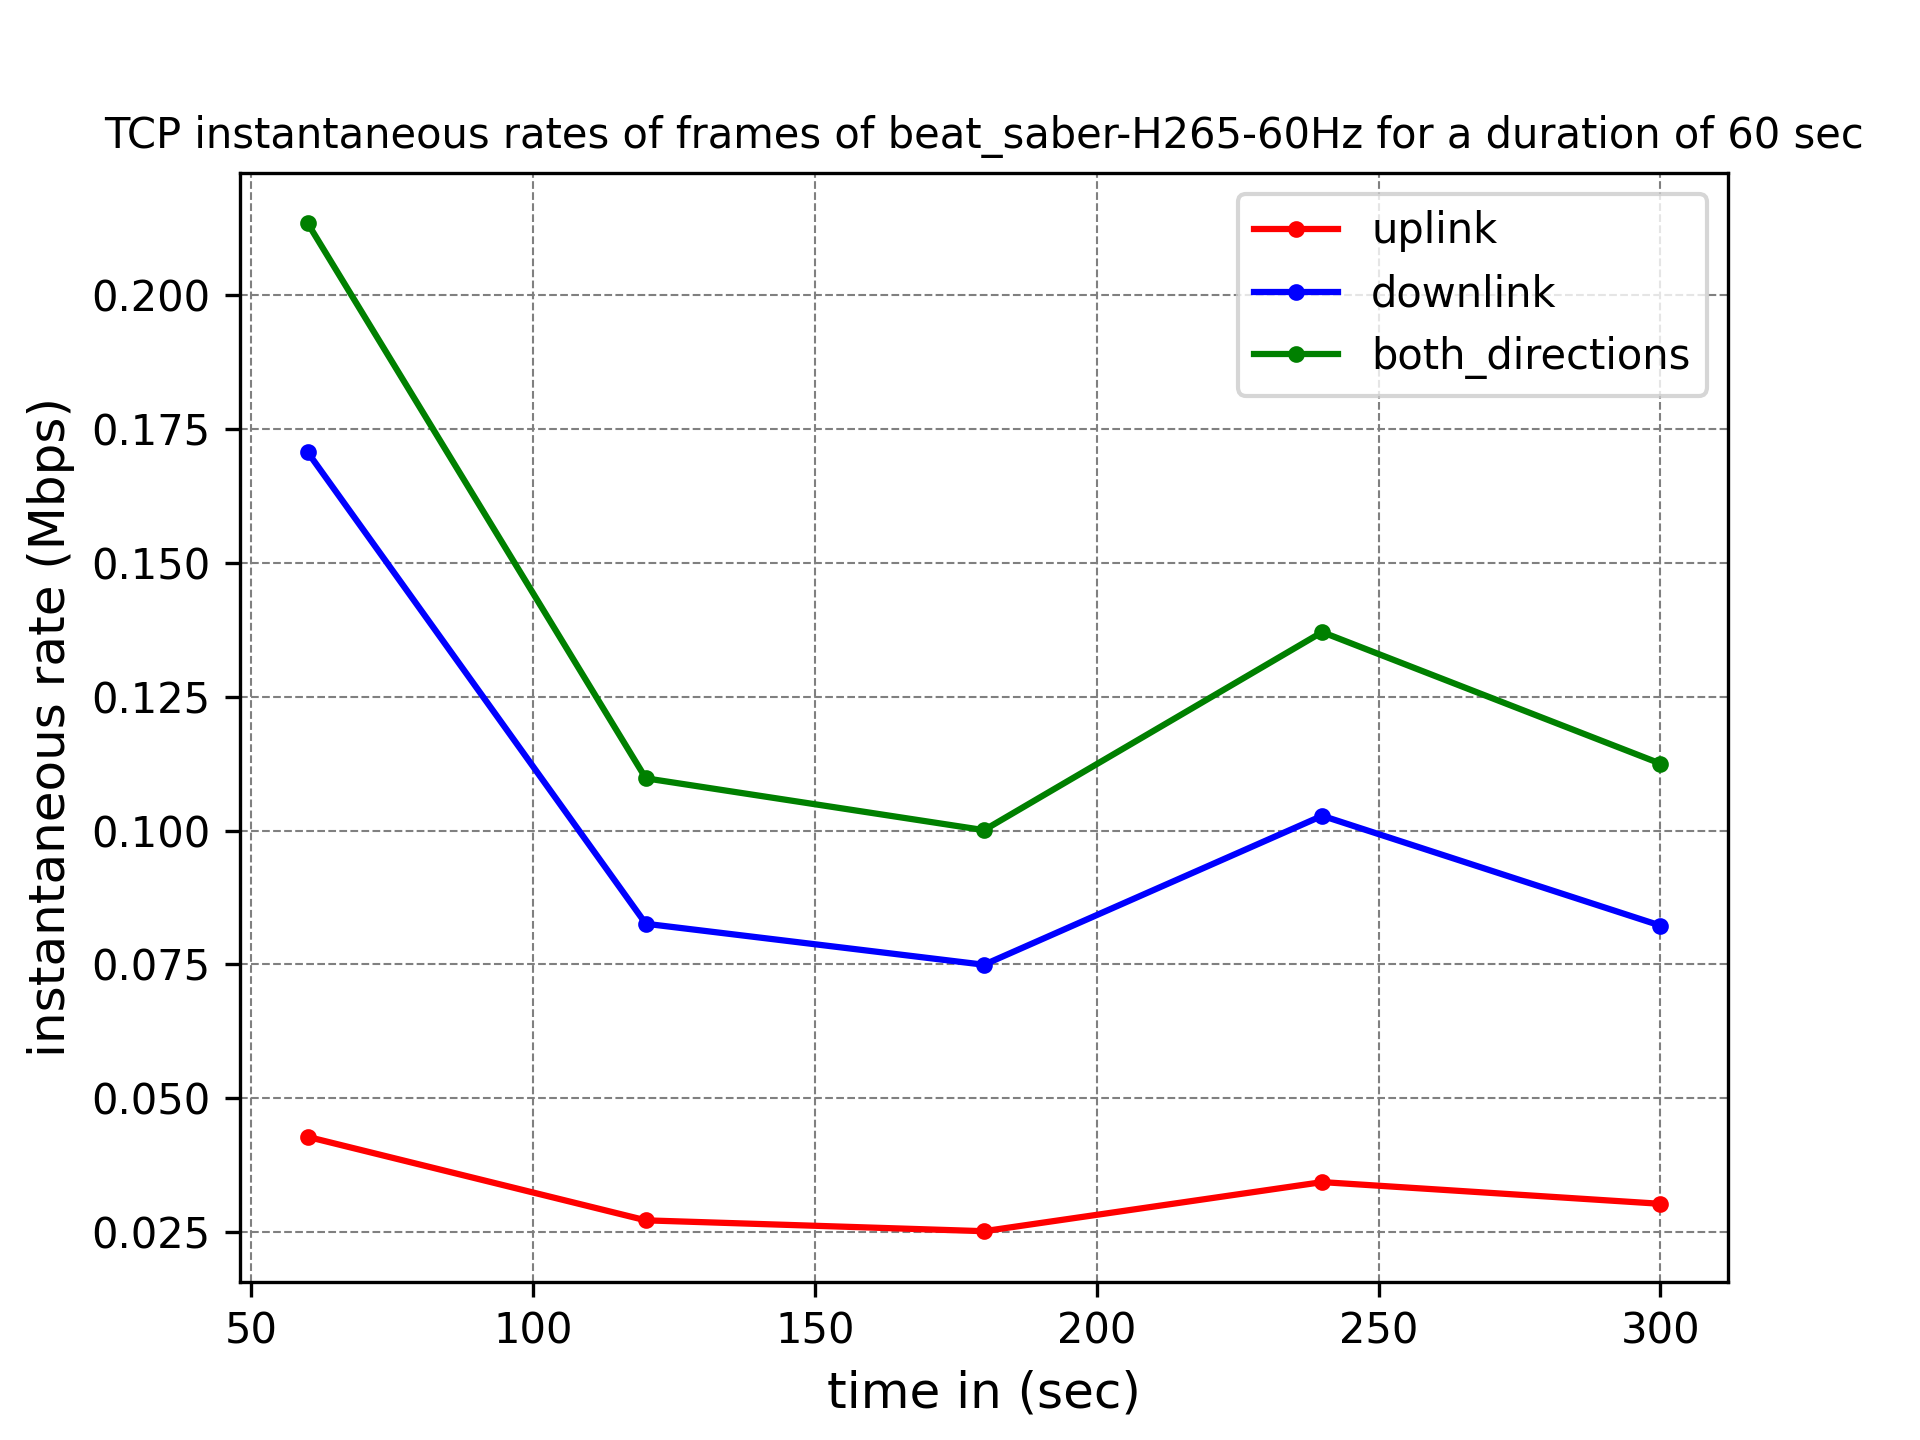 TCP instantaneous rates of frames of beat_saber-H265-60Hz for a duration of 60 sec
uplink
downlink
both_directions
instantaneous rate (Mbps)
0.200
0.175
0.150
0.125
0.100
0.075
0.050
0.025
50 100 150 200 250 300
time in (sec)